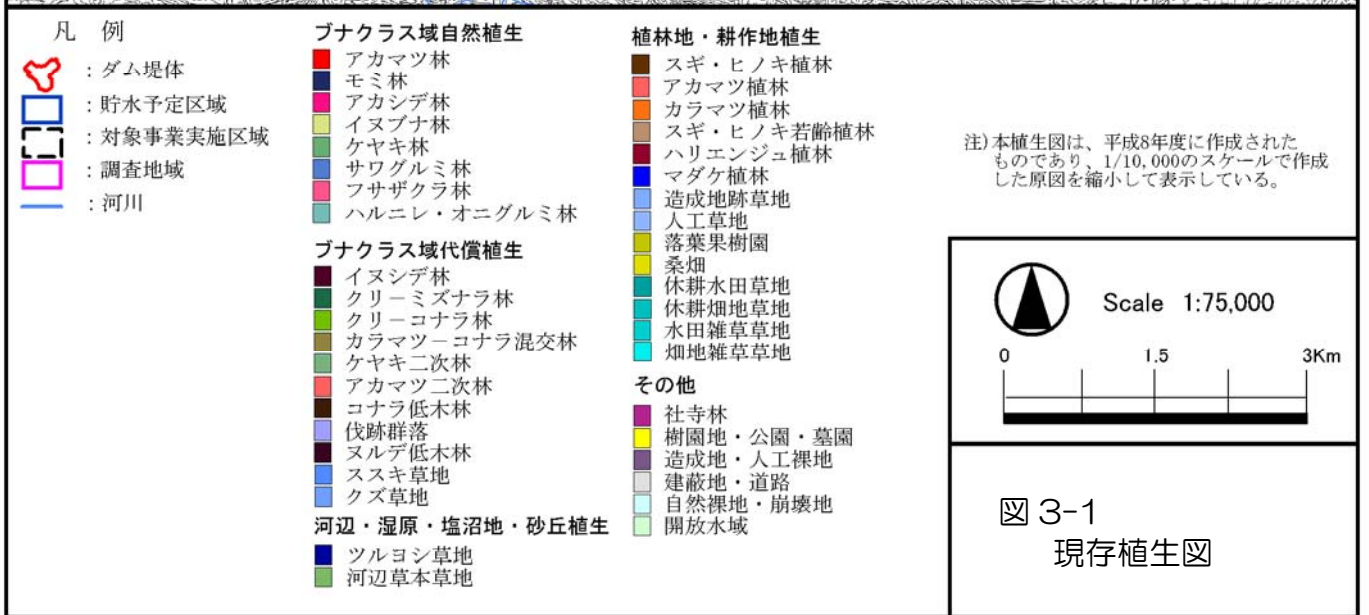 凡 例
：ダム堤体
：貯水予定区域
：対象事業実施区域
：調査地域
：河川
ブナクラス域自然植生
アカマツ林
モミ林
アカシデ林
イヌブナ林
ケヤキ林
サワグルミ林
フサザクラ林
ハルニレ・オニグルミ林
ブナクラス域代償植生
イヌシデ林
クリ－ミズナラ林
クリ－コナラ林
カラマツ－コナラ混交林
ケヤキ二次林
アカマツ二次林
コナラ低木林
伐跡群落
ヌルデ低木林
ススキ草地
クズ草地
河辺・湿原・塩沼地・砂丘植生
ツルヨシ草地
河辺草本草地
植林地・耕作地植生
スギ・ヒノキ植林
アカマツ植林
カラマツ植林
スギ・ヒノキ若齢植林
ハリエンジュ植林
マダケ植林
造成地跡草地
人工草地
落葉果樹園
桑畑
休耕水田草地
休耕畑地草地
水田雑草草地
畑地雑草草地
その他
社寺林
樹園地・公園・墓園
造成地・人工裸地
建蔽地・道路
自然裸地・崩壊地
開放水域
注）本植生図は、平成8年度に作成された
ものであり、1/10,000のスケールで作成
した原図を縮小して表示している。
Scale 1:75,000
0 1.5 3Km
図 3-1
現存植生図